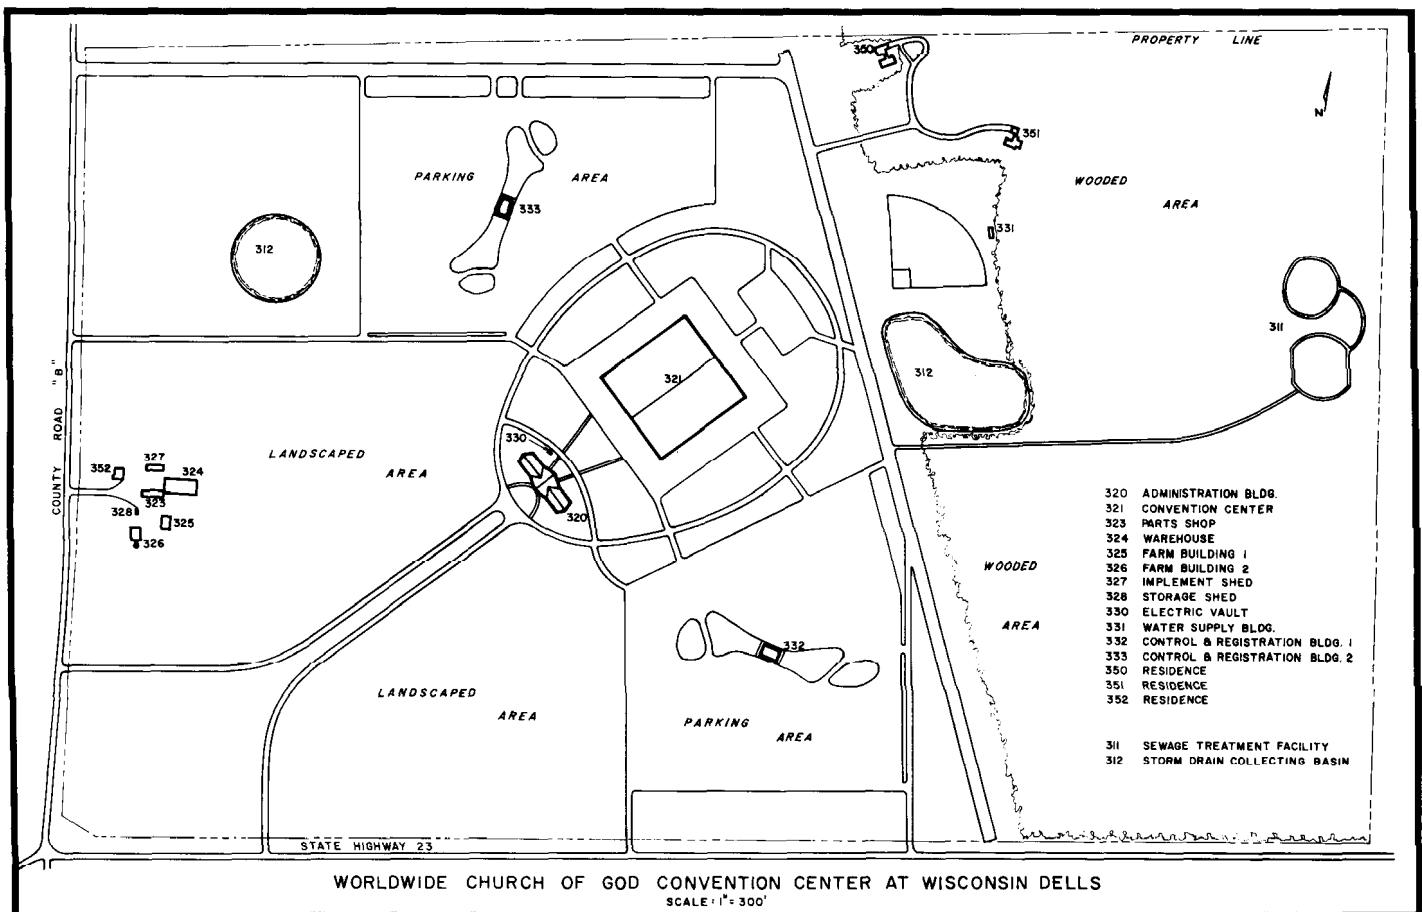 PROPERTY LINE
350
N
351
PARKING AREA
WOODED
AREA
333
331
312
311
321
312
COUNTY ROAD "B"
330
LANDSCAPED
AREA
352
327
324
323
328
325
326
320
320 ADMINISTRATION BLDG.
321 CONVENTION CENTER
323 PARTS SHOP
324 WAREHOUSE
325 FARM BUILDING 1
326 FARM BUILDING 2
327 IMPLEMENT SHED
328 STORAGE SHED
330 ELECTRIC VAULT
331 WATER SUPPLY BLDG.
332 CONTROL & REGISTRATION BLDG. 1
333 CONTROL & REGISTRATION BLDG. 2
350 RESIDENCE
351 RESIDENCE
352 RESIDENCE
311 SEWAGE TREATMENT FACILITY
312 STORM DRAIN COLLECTING BASIN
WOODED
AREA
332
LANDSCAPED
AREA
PARKING
AREA
STATE HIGHWAY 23
WORLDWIDE CHURCH OF GOD CONVENTION CENTER AT WISCONSIN DELLS
SCALE: 1" = 300'